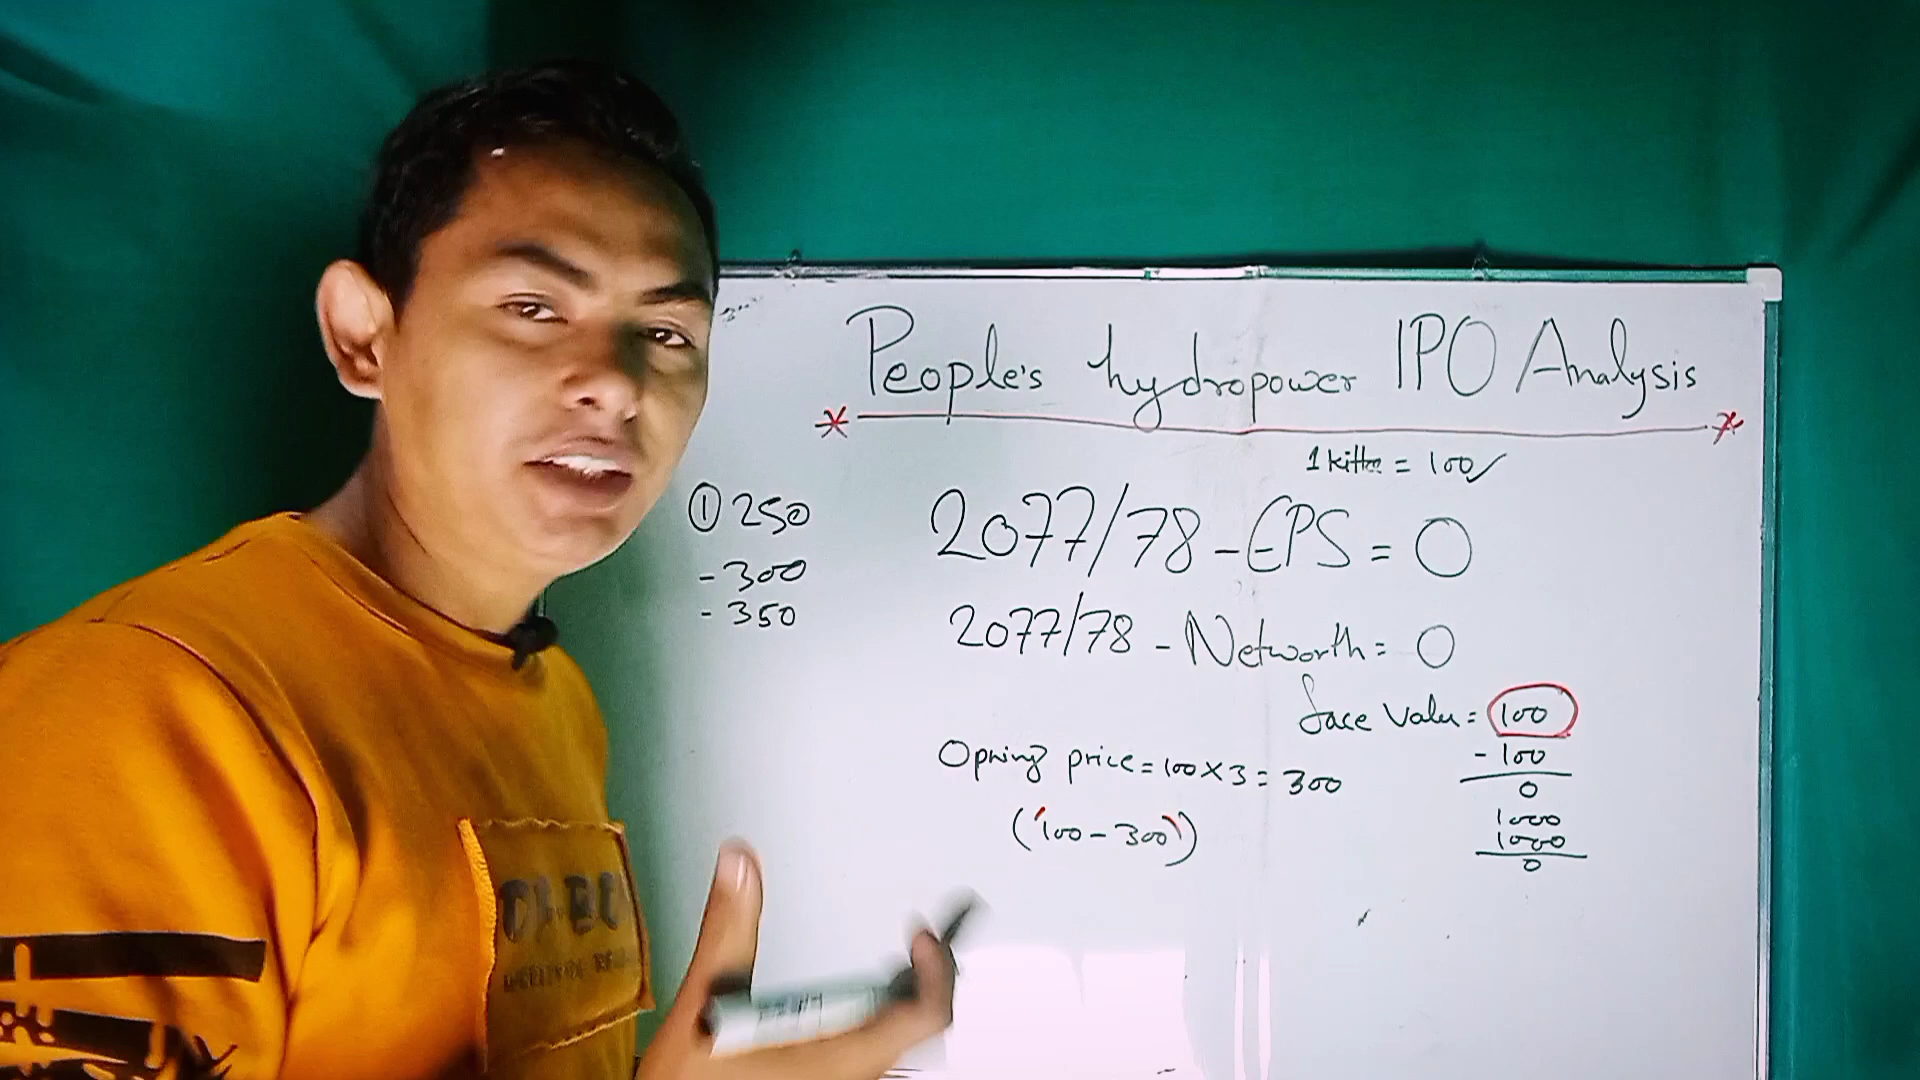 People's hydropower IPO Analysis
1 kitta = 100
① 250
- 300
- 350
2077/78 - EPS = 0
2077/78 - Networth = 0
face Value = 100
- 100
0
1000
1000
0
Opning price = 100 × 3 = 300
(100 - 300)